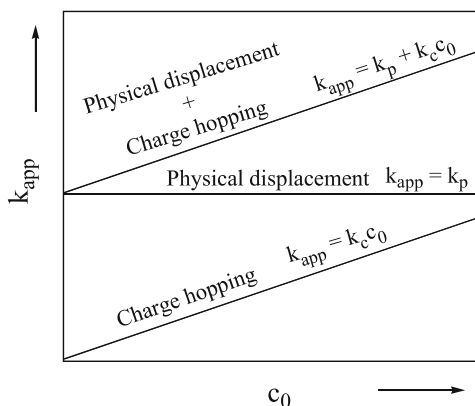 Physical displacement
+
Charge hopping
k_app = k_p + k_c c_0
Physical displacement k_app = k_p
Charge hopping k_app = k_c c_0
k_app
c_0